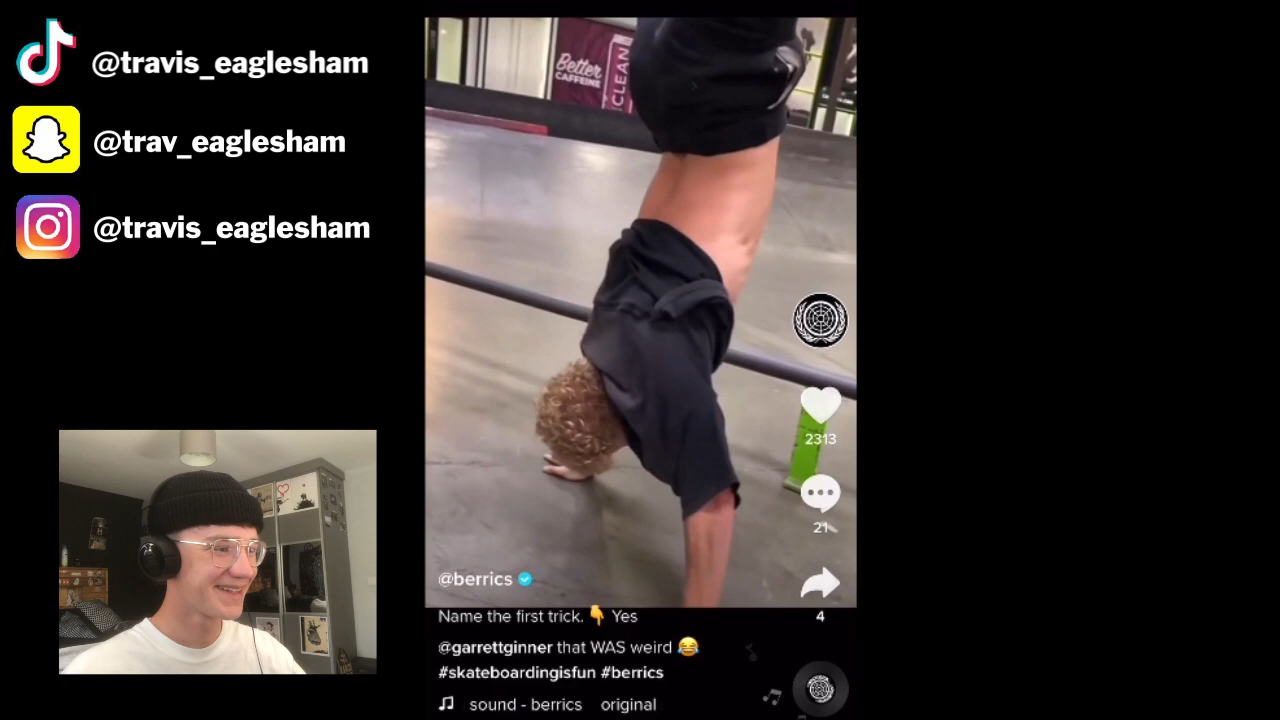 @travis_eaglesham
@trav_eaglesham
@travis_eaglesham
Better
CAFFEINE
CLEAN
2313
21
@berrics
Name the first trick. 👇 Yes
4
@garrettginner that WAS weird 😂
#skateboardingisfun #berrics
sound - berrics original